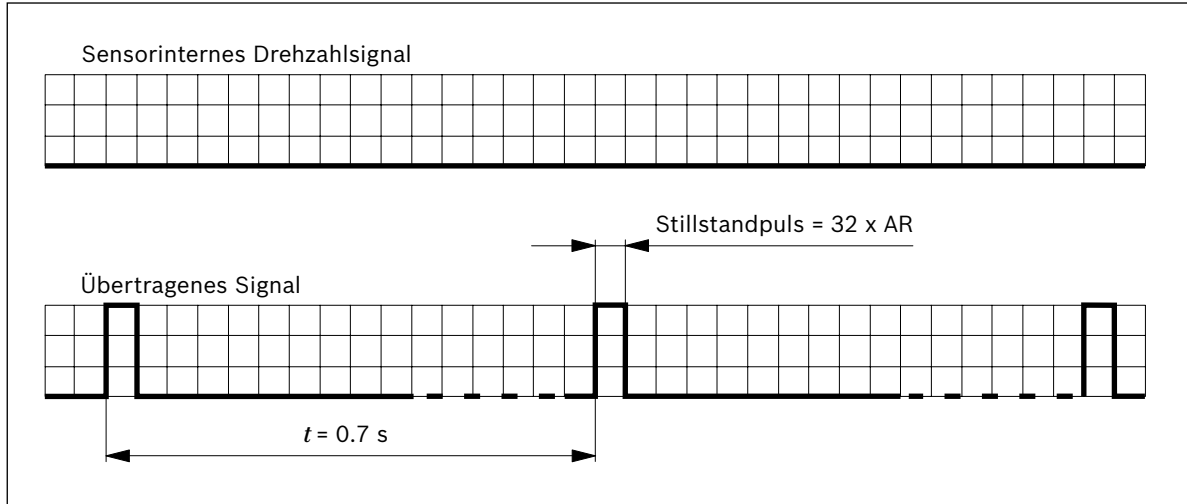 Sensorinternes Drehzahlsignal
Stillstandpuls = 32 x AR
Übertragenes Signal
t = 0.7 s